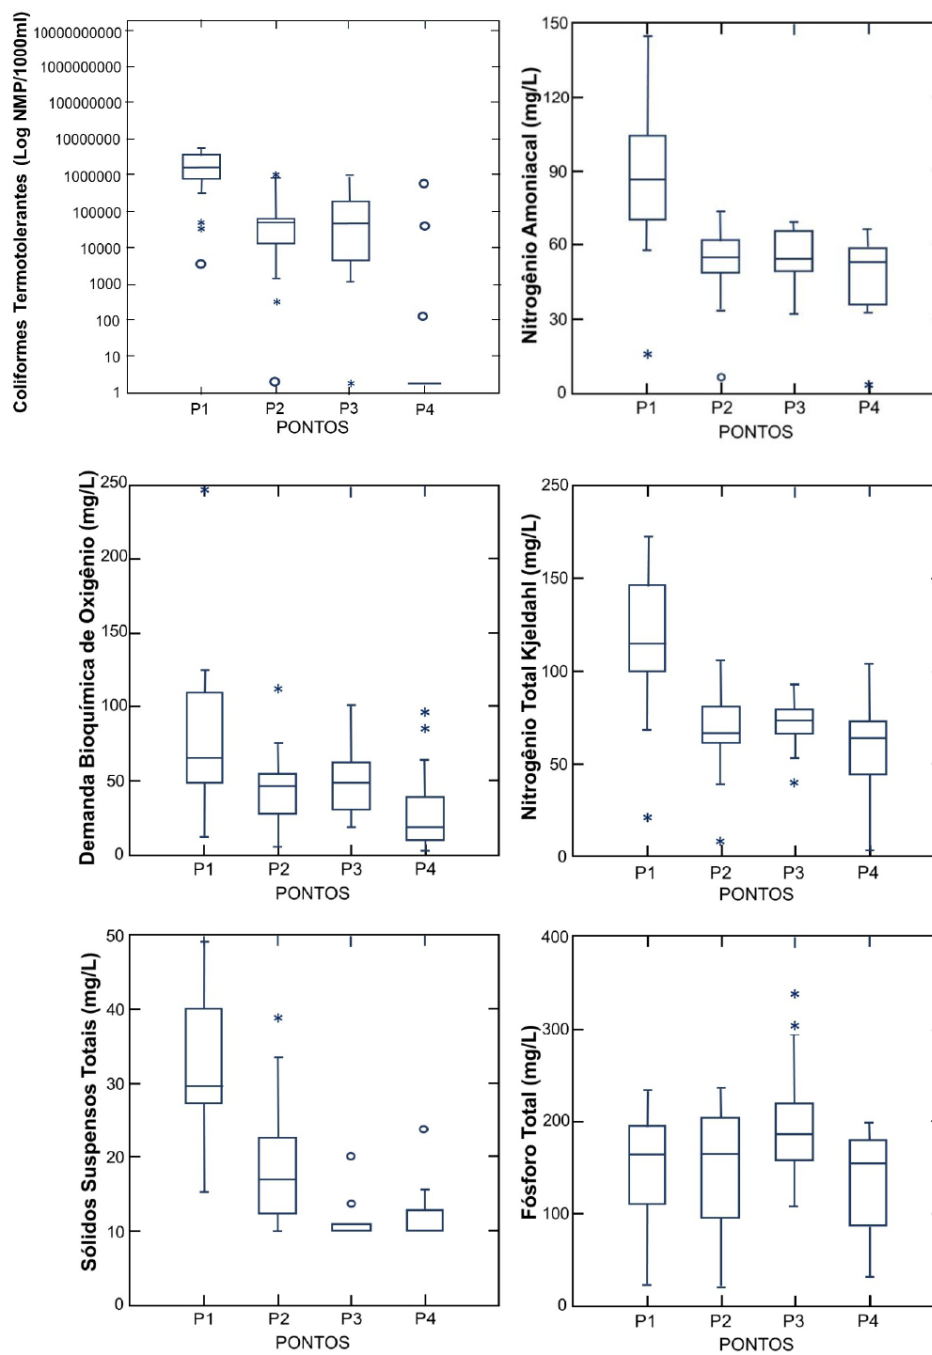 Coliformes Termotolerantes (Log NMP/1000ml)
10000000000
1000000000
100000000
10000000
1000000
100000
10000
1000
100
10
1
P1 P2 P3 P4
PONTOS
Nitrogênio Amoniacal (mg/L)
150
120
90
60
30
0
P1 P2 P3 P4
PONTOS
Demanda Bioquímica de Oxigênio (mg/L)
250
200
150
100
50
0
P1 P2 P3 P4
PONTOS
Nitrogênio Total Kjeldahl (mg/L)
250
150
100
50
0
P1 P2 P3 P4
PONTOS
Sólidos Suspensos Totais (mg/L)
50
40
30
20
10
0
P1 P2 P3 P4
PONTOS
Fósforo Total (mg/L)
400
300
200
100
0
P1 P2 P3 P4
PONTOS